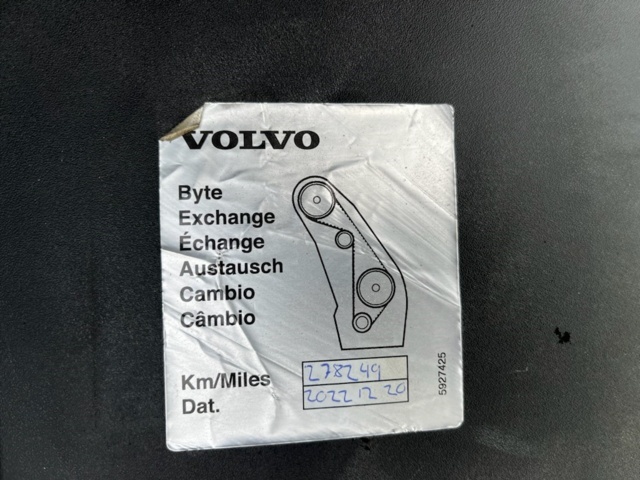 VOLVO
Byte
Exchange
Échange
Austausch
Cambio
Câmbio
Km/Miles 278249
Dat. 2022 12 20
5927425